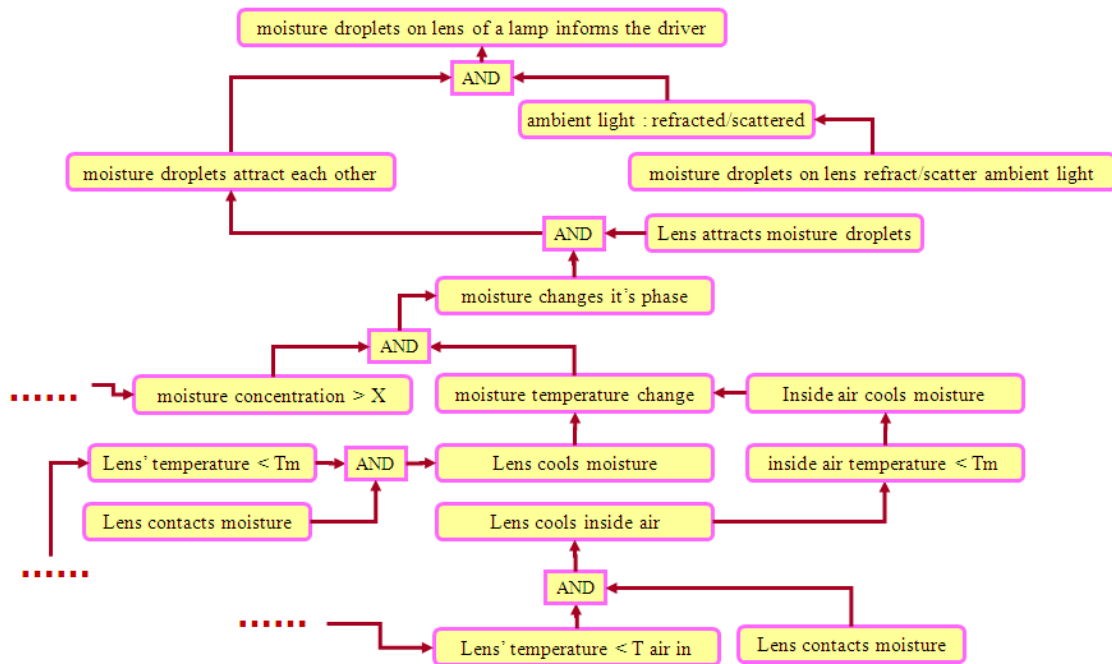 moisture droplets on lens of a lamp informs the driver
AND
ambient light : refracted/scattered
moisture droplets attract each other
moisture droplets on lens refract/scatter ambient light
AND
Lens attracts moisture droplets
moisture changes it's phase
AND
moisture concentration > X
moisture temperature change
Inside air cools moisture
......
Lens' temperature < Tm
AND
Lens cools moisture
inside air temperature < Tm
Lens contacts moisture
Lens cools inside air
......
AND
......
Lens' temperature < T air in
Lens contacts moisture